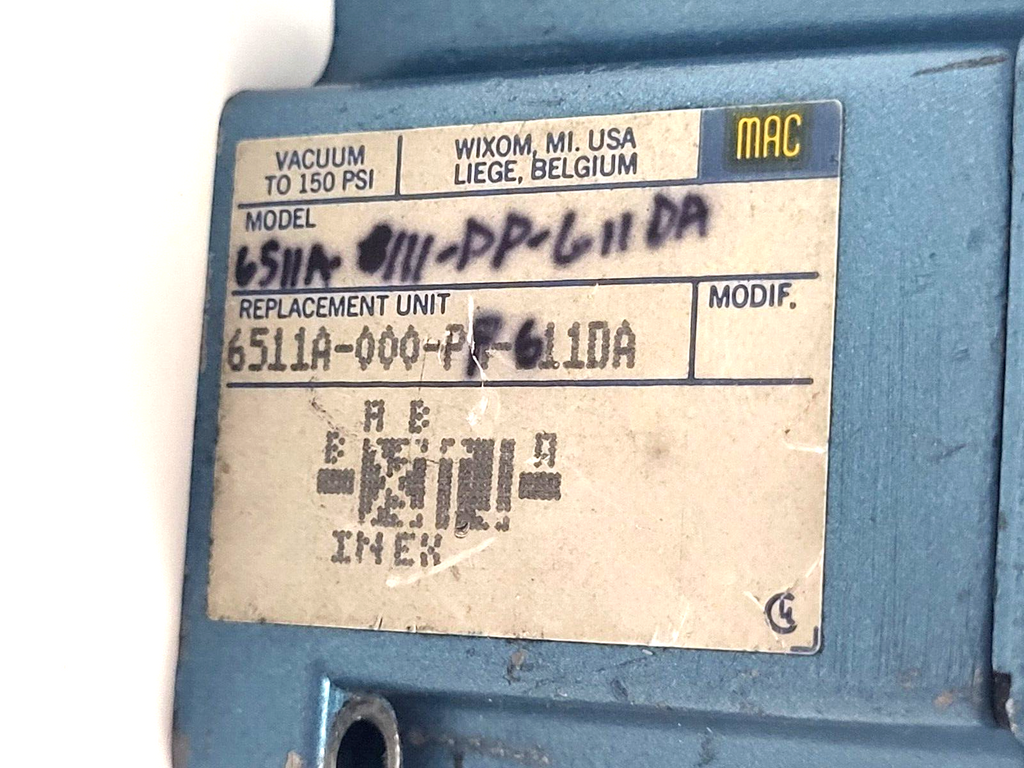 VACUUM
TO 150 PSI
WIXOM, MI. USA
LIEGE, BELGIUM
MAC
MODEL
6511A-111-PP-611DA
REPLACEMENT UNIT
MODIF.
6511A-000-PP-611DA
A B
B A
IN EX